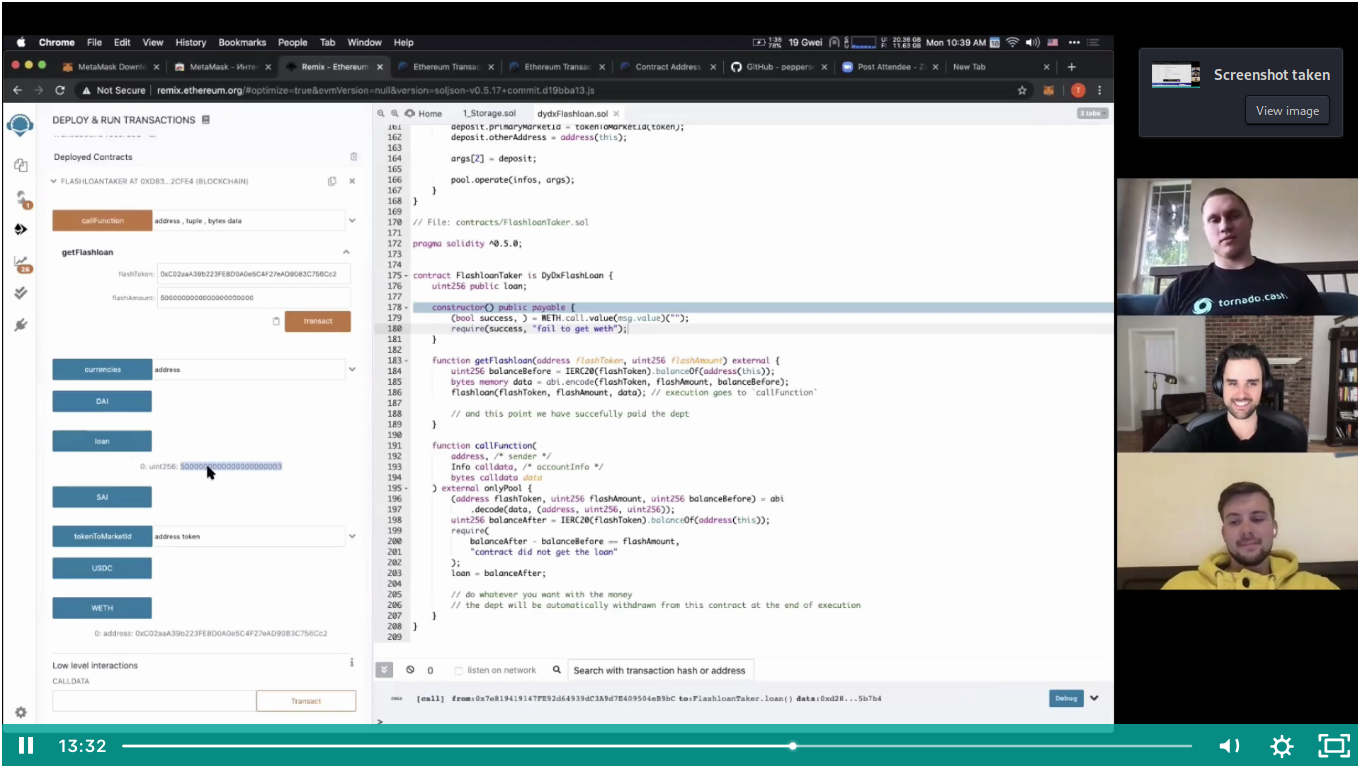 Chrome File Edit View History Bookmarks People Tab Window Help
1:36 78% 19 Gwei U: 20.36 GB F: 11.63 GB Mon 10:39 AM
MetaMask Downlo MetaMask - Инте Remix - Ethereum Ethereum Transac Ethereum Transac Contract Address GitHub - peppers Post Attendee - Z New Tab
Not Secure remix.ethereum.org/#optimize=true&evmVersion=null&version=soljson-v0.5.17+commit.d19bba13.js
Screenshot taken
View image
DEPLOY & RUN TRANSACTIONS
Deployed Contracts
FLASHLOANTAKER AT 0XDB3...2CFE4 (BLOCKCHAIN)
callFunction address , tuple , bytes data
getFlashloan
flashToken: 0xC02aaA39b223FE8D0A0e5C4F27eAD9083C756Cc2
flashAmount:
transact
currencies address
DAI
loan
0: uint256:
SAI
tokenToMarketId address token
USDC
WETH
0: address: 0xC02aaA39b223FE8D0A0e5C4F27eAD9083C756Cc2
Low level interactions
CALLDATA
Transact
Home 1_Storage.sol dydxFlashloan.sol 3 tabs
161 deposit.primaryMarketId = tokenToMarketId(token);
162 deposit.otherAddress = address(this);
163
164 args[2] = deposit;
165
166 pool.operate(infos, args);
167 }
168 }
169
170 // File: contracts/FlashloanTaker.sol
171
172 pragma solidity ^0.5.0;
173
174
175 contract FlashloanTaker is DyDxFlashLoan {
176 uint256 public loan;
177
178 constructor() public payable {
179 (bool success, ) = WETH.call.value(msg.value)("");
180 require(success, "fail to get weth");
181 }
182
183 function getFlashloan(address flashToken, uint256 flashAmount) external {
184 uint256 balanceBefore = IERC20(flashToken).balanceOf(address(this));
185 bytes memory data = abi.encode(flashToken, flashAmount, balanceBefore);
186 flashloan(flashToken, flashAmount, data); // execution goes to `callFunction`
187
188 // and this point we have succefully paid the dept
189 }
190
191 function callFunction(
192 address, /* sender */
193 Info calldata, /* accountInfo */
194 bytes calldata data
195 ) external onlyPool {
196 (address flashToken, uint256 flashAmount, uint256 balanceBefore) = abi
197 .decode(data, (address, uint256, uint256));
198 uint256 balanceAfter = IERC20(flashToken).balanceOf(address(this));
199 require(
200 balanceAfter - balanceBefore == flashAmount,
201 "contract did not get the loan"
202 );
203 loan = balanceAfter;
204
205 // do whatever you want with the money
206 // the dept will be automatically withdrawn from this contract at the end of execution
207 }
208 }
209
0 listen on network Search with transaction hash or address
[call] from:0x7e819419147FE92d64939dC3A9d7E409504eB9bC to:FlashloanTaker.loan() data:0xd28...5b7b4 Debug
>
tornado.cash
13:32